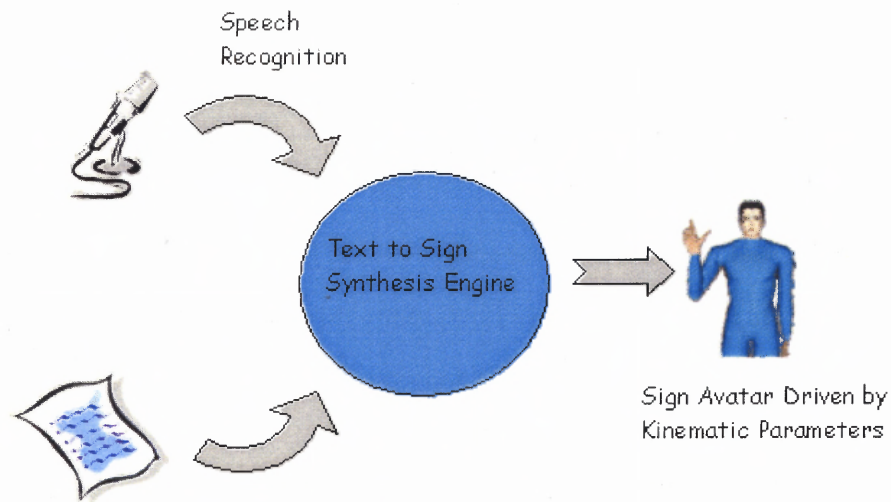 Speech
Recognition
Text to Sign
Synthesis Engine
Sign Avatar Driven by
Kinematic Parameters